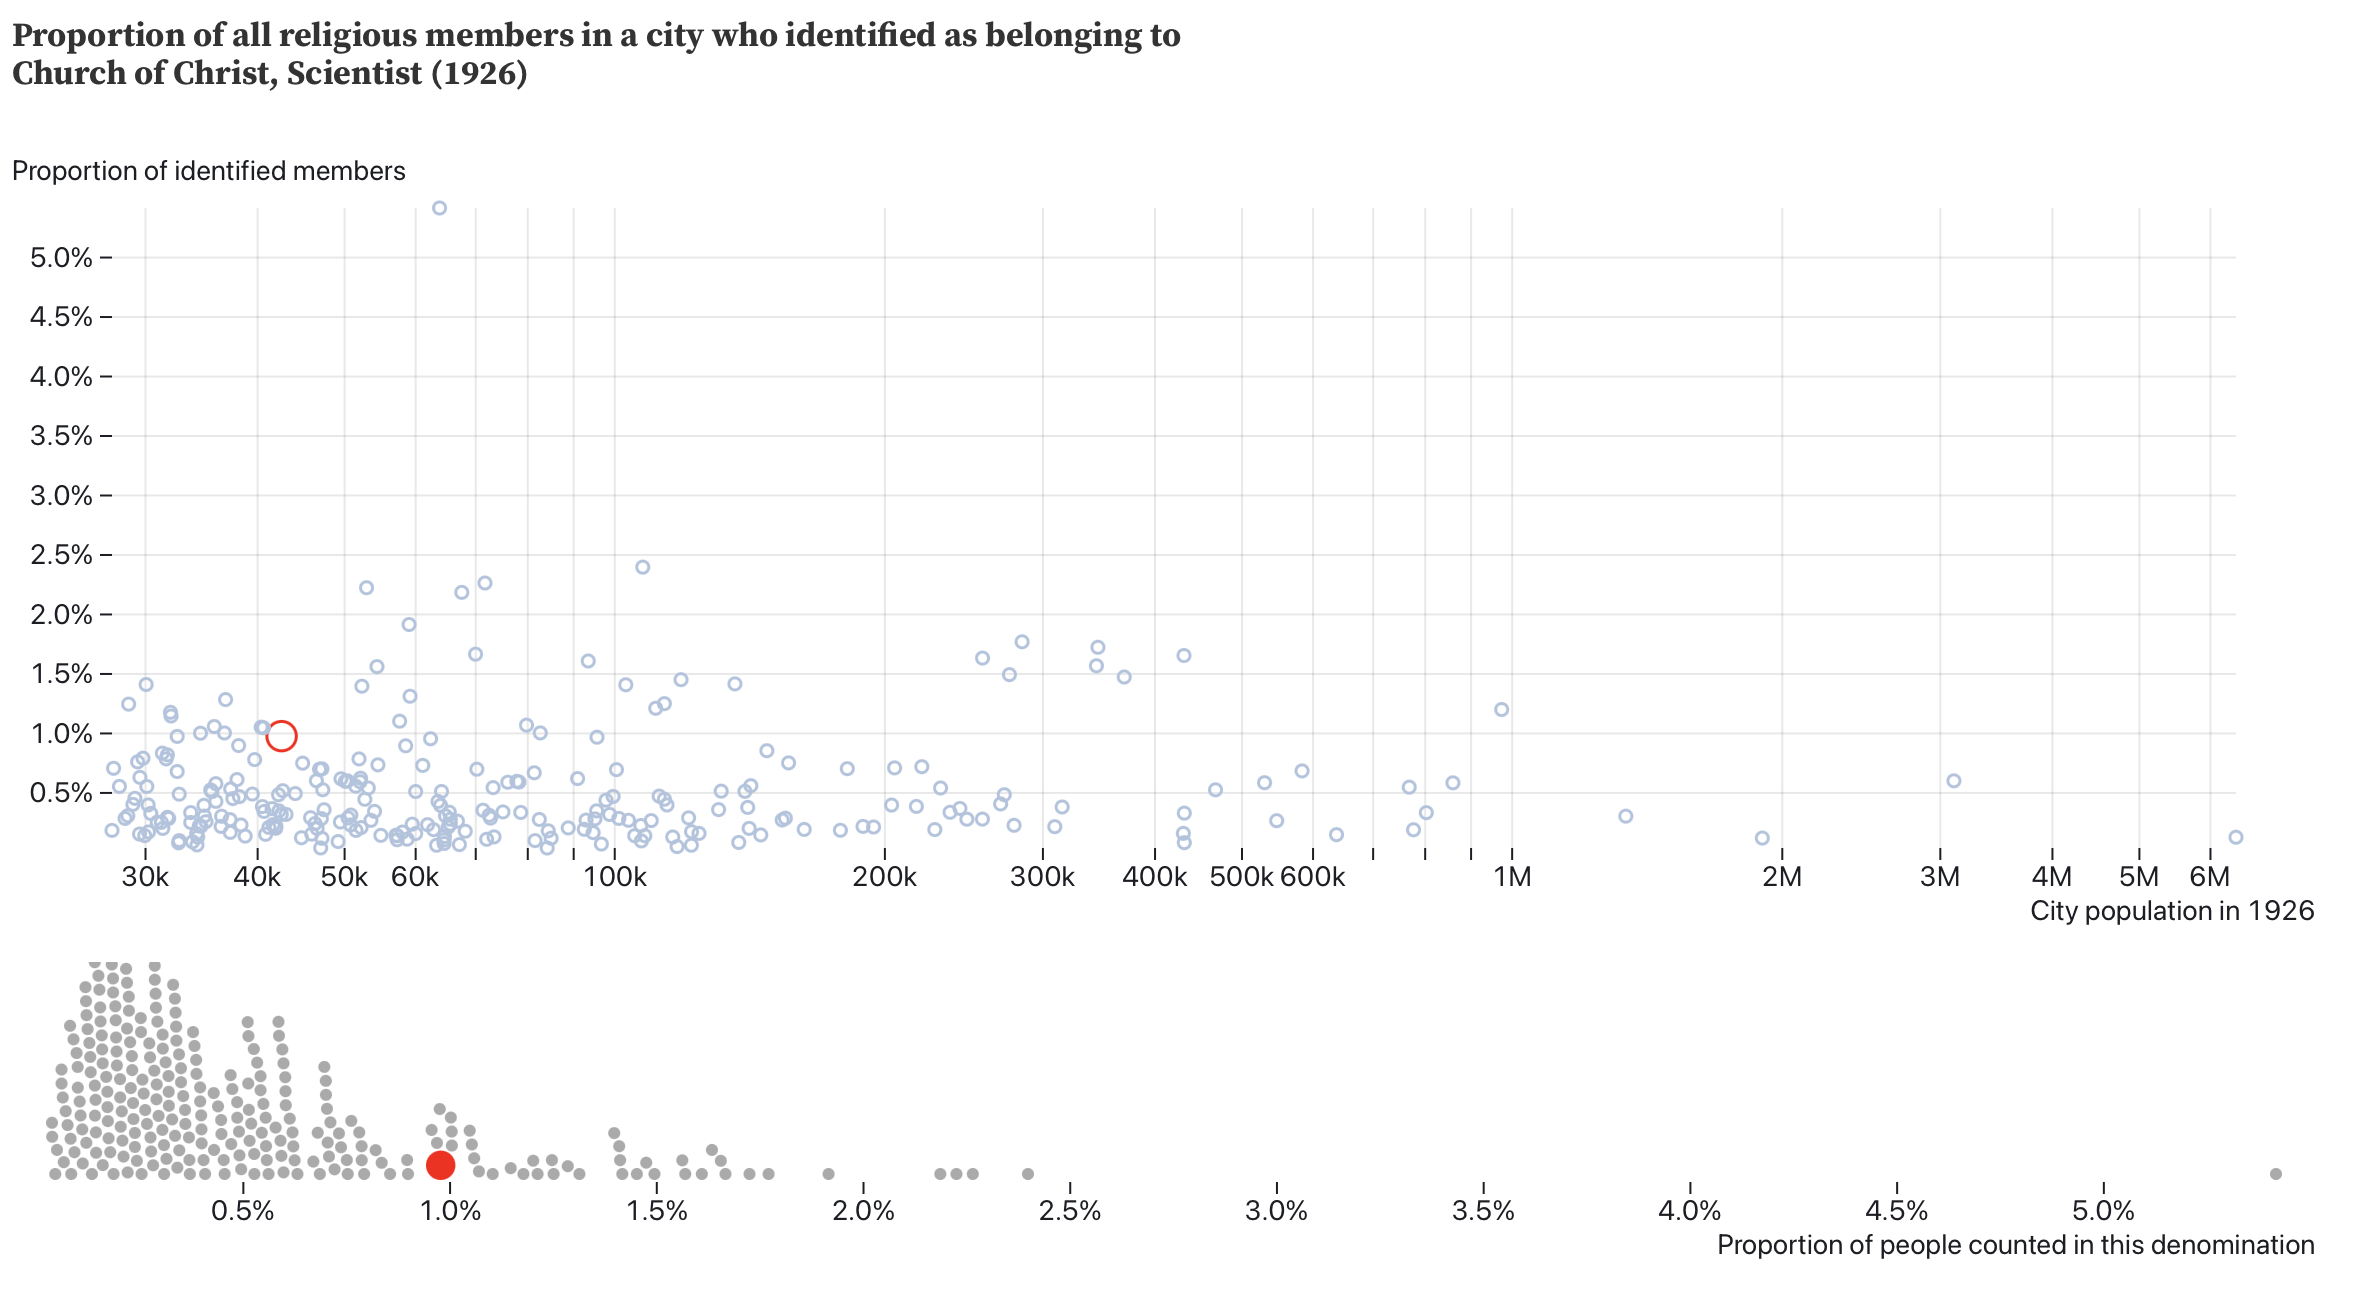 Proportion of all religious members in a city who identified as belonging to
Church of Christ, Scientist (1926)
Proportion of identified members
5.0%
4.5%
4.0%
3.5%
3.0%
2.5%
2.0%
1.5%
1.0%
0.5%
30k 40k 50k 60k 100k 200k 300k 400k 500k 600k 1M 2M 3M 4M 5M 6M
City population in 1926
0.5% 1.0% 1.5% 2.0% 2.5% 3.0% 3.5% 4.0% 4.5% 5.0%
Proportion of people counted in this denomination